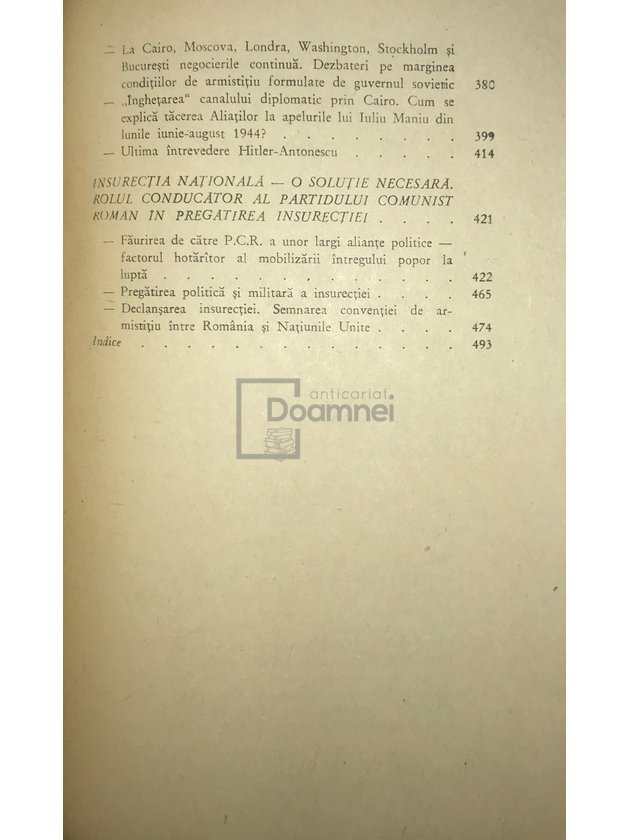 — La Cairo, Moscova, Londra, Washington, Stockholm și
București negocierile continuă. Dezbateri pe marginea
condițiilor de armistițiu formulate de guvernul sovietic 380
— „Înghețarea“ canalului diplomatic prin Cairo. Cum se
explică tăcerea Aliaților la apelurile lui Iuliu Maniu din
lunile iunie-august 1944? . . . . . . . 399
— Ultima întrevedere Hitler-Antonescu . . . . . 414
INSURECȚIA NAȚIONALĂ — O SOLUȚIE NECESARĂ.
ROLUL CONDUCĂTOR AL PARTIDULUI COMUNIST
ROMÂN ÎN PREGĂTIREA INSURECȚIEI . . . . 421
— Făurirea de către P.C.R. a unor largi alianțe politice —
factorul hotărîtor al mobilizării întregului popor la
luptă . . . . . . . . . . . . 422
— Pregătirea politică și militară a insurecției . . . . 465
— Declanșarea insurecției. Semnarea convenției de ar-
mistițiu între România și Națiunile Unite . . . . 474
Indice . . . . . . . . . . . . . 493
anticariat
Doamnei